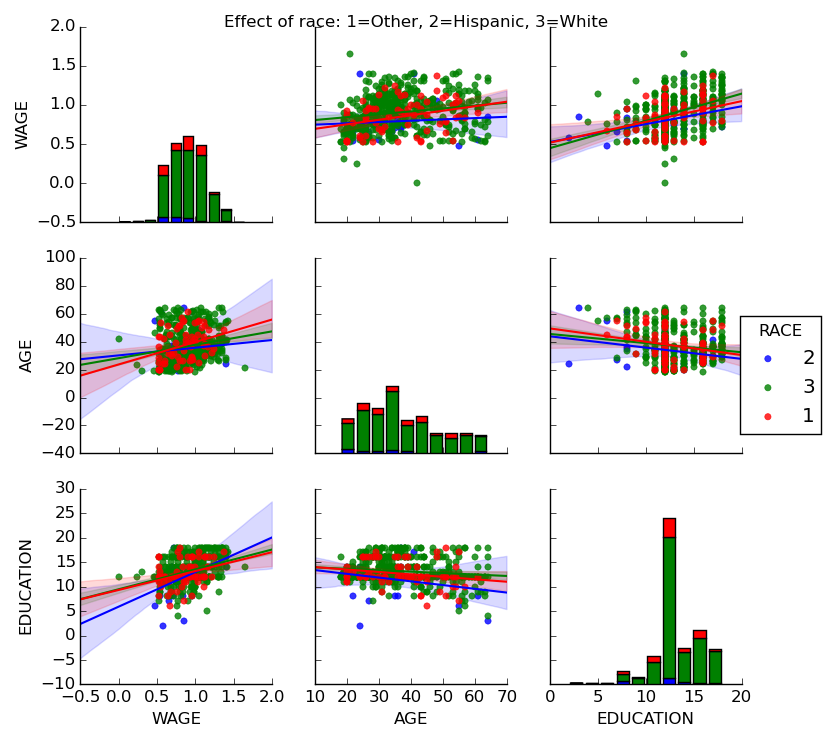 Effect of race: 1=Other, 2=Hispanic, 3=White
2.0
1.5
1.0
0.5
0.0
−0.5
WAGE
100
80
60
40
20
0
−20
−40
AGE
RACE
2
3
1
30
25
20
15
10
5
0
−5
−10
EDUCATION
−0.5 0.0 0.5 1.0 1.5 2.0
10 20 30 40 50 60 70
0 5 10 15 20
WAGE AGE EDUCATION